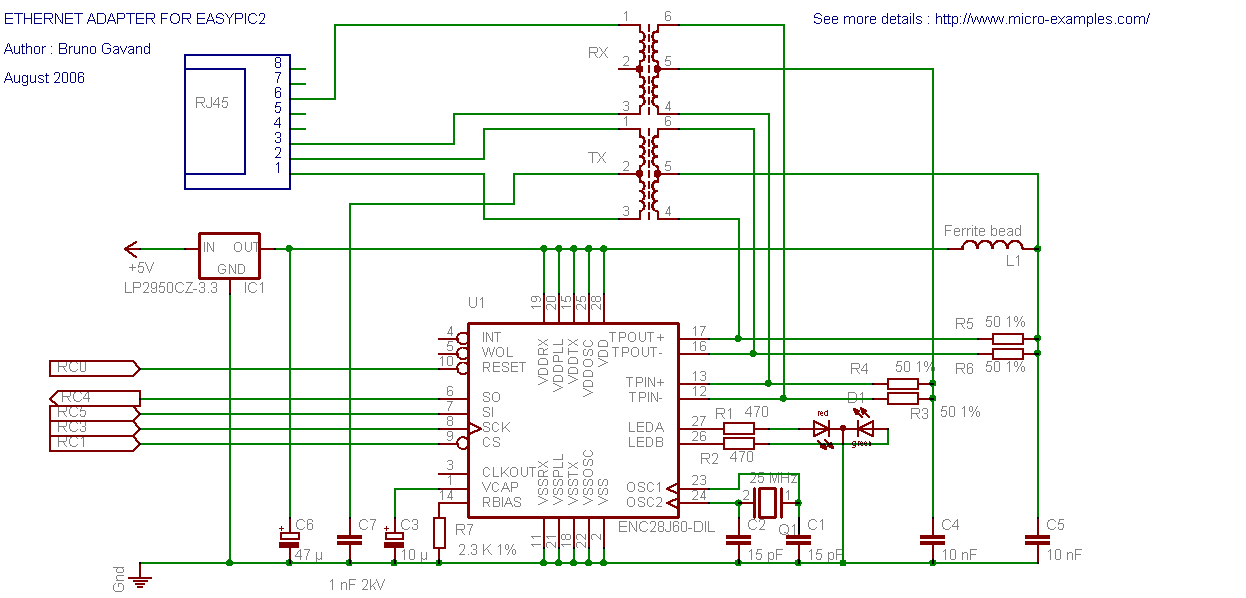 ETHERNET ADAPTER FOR EASYPIC2
See more details : http://www.micro-examples.com/
Author : Bruno Gavand
August 2006
RJ45
8
7
6
5
4
3
2
1
RX
1
2
3
6
5
4
TX
1
2
3
6
5
4
IN
OUT
GND
+5V
LP2950CZ-3.3
IC1
Ferrite bead
L1
U1
19
20
15
25
28
VDDRX
VDDPLL
VDDTX
VDDOSC
VDD
4
5
10
INT
WOL
RESET
6
7
8
9
SO
SI
SCK
CS
3
1
14
CLKOUT
VCAP
RBIAS
VSSRX
VSSPLL
VSSTX
VSSOSC
VSS
11
21
18
22
2
TPOUT+
TPOUT-
17
16
TPIN+
TPIN-
13
12
LEDA
LEDB
27
26
OSC1
OSC2
23
24
ENC28J60-DIL
RC0
RC4
RC5
RC3
RC1
R5
50 1%
R6
50 1%
R4
50 1%
R3
50 1%
R1
470
R2
470
D1
red
green
25 MHz
2
1
Q1
C2
15 pF
C1
15 pF
C4
10 nF
C5
10 nF
C6
+
47 µ
C7
1 nF 2kV
C3
+
10 µ
R7
2.3 K 1%
Gnd